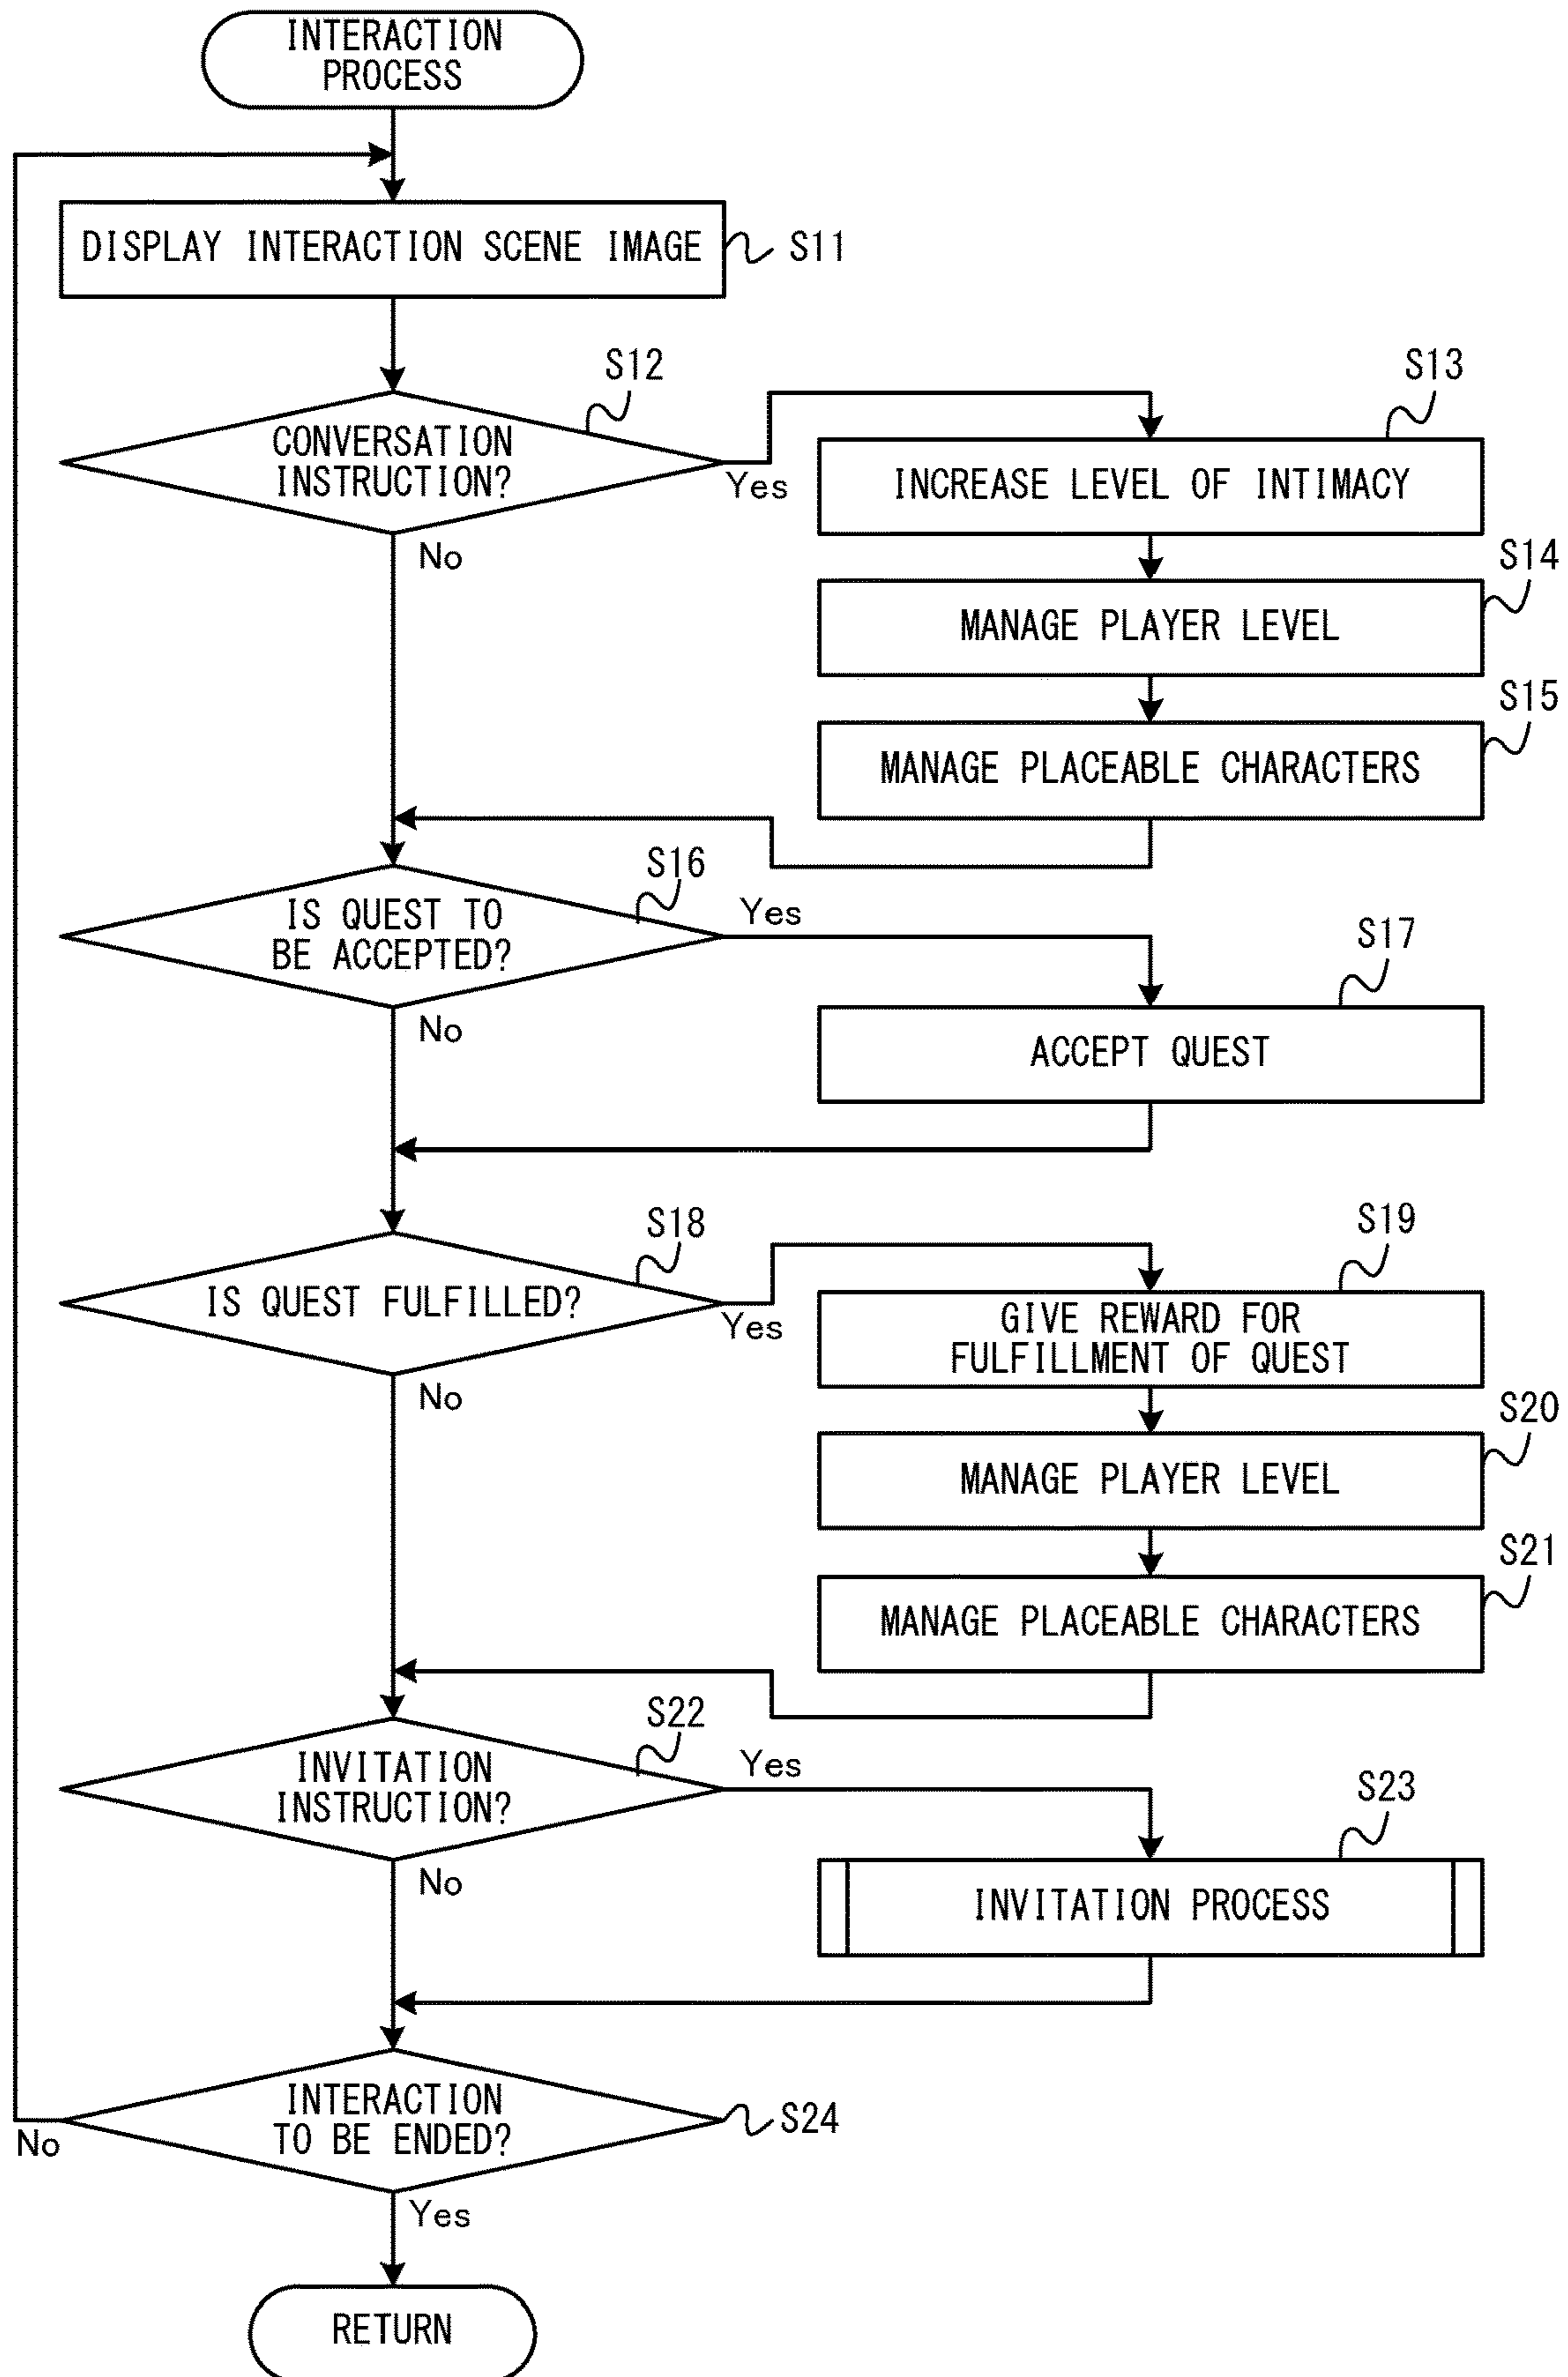 INTERACTION
PROCESS
DISPLAY INTERACTION SCENE IMAGE
S11
S12
CONVERSATION
INSTRUCTION?
Yes
No
S13
INCREASE LEVEL OF INTIMACY
S14
MANAGE PLAYER LEVEL
S15
MANAGE PLACEABLE CHARACTERS
S16
IS QUEST TO
BE ACCEPTED?
Yes
No
S17
ACCEPT QUEST
S18
IS QUEST FULFILLED?
Yes
No
S19
GIVE REWARD FOR
FULFILLMENT OF QUEST
S20
MANAGE PLAYER LEVEL
S21
MANAGE PLACEABLE CHARACTERS
S22
INVITATION
INSTRUCTION?
Yes
No
S23
INVITATION PROCESS
INTERACTION
TO BE ENDED?
S24
No
Yes
RETURN